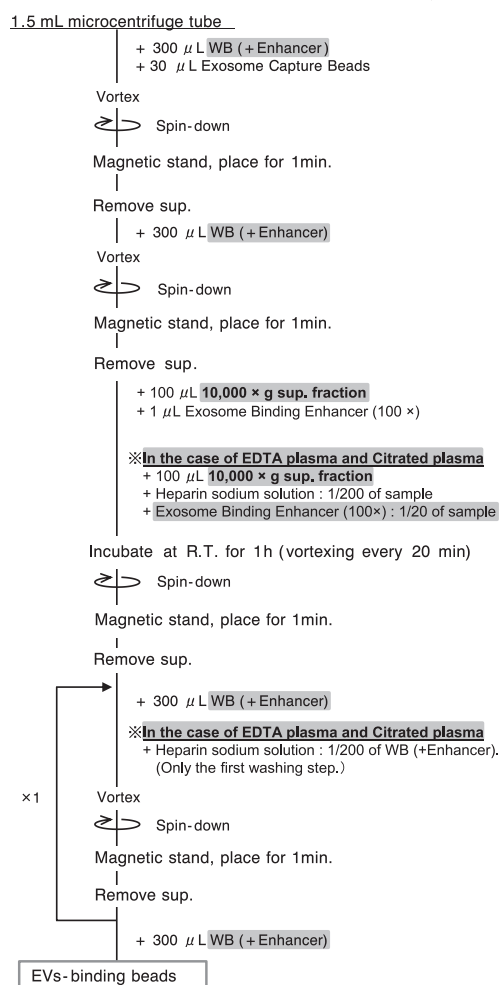 1.5 mL microcentrifuge tube
+ 300 μL WB (+Enhancer)
+ 30 μL Exosome Capture Beads
Vortex
Spin-down
Magnetic stand, place for 1min.
Remove sup.
+ 300 μL WB (+Enhancer)
Vortex
Spin-down
Magnetic stand, place for 1min.
Remove sup.
+ 100 μL 10,000 × g sup. fraction
+ 1 μL Exosome Binding Enhancer (100 ×)
※In the case of EDTA plasma and Citrated plasma
+ 100 μL 10,000 × g sup. fraction
+ Heparin sodium solution : 1/200 of sample
+ Exosome Binding Enhancer (100×) : 1/20 of sample
Incubate at R.T. for 1h (vortexing every 20 min)
Spin-down
Magnetic stand, place for 1min.
Remove sup.
+ 300 μL WB (+Enhancer)
※In the case of EDTA plasma and Citrated plasma
+ Heparin sodium solution : 1/200 of WB (+Enhancer).
(Only the first washing step.)
×1
Vortex
Spin-down
Magnetic stand, place for 1min.
Remove sup.
+ 300 μL WB (+Enhancer)
EVs-binding beads